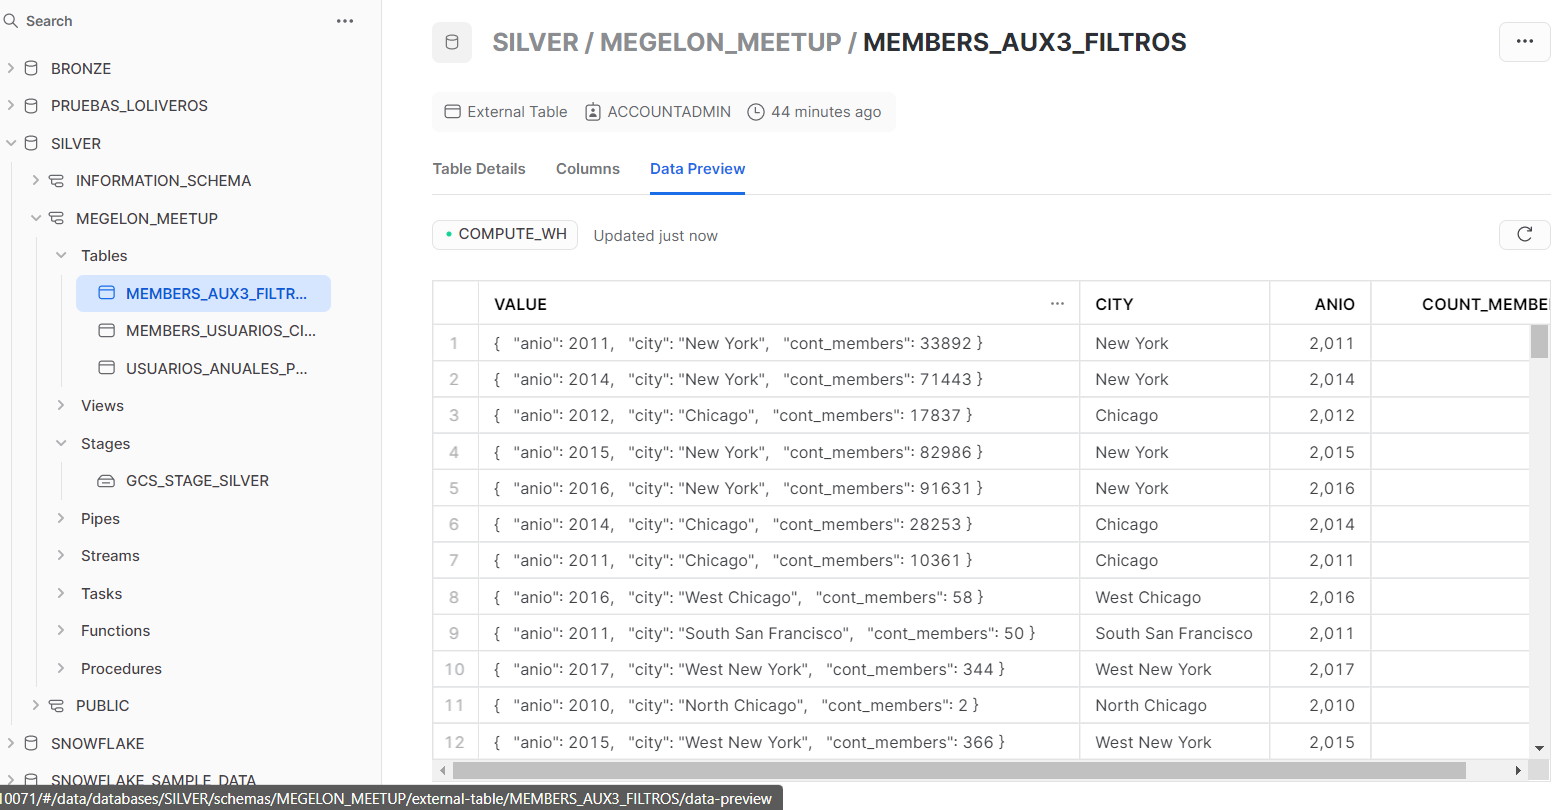 Search
...
BRONZE
PRUEBAS_LOLIVEROS
SILVER
INFORMATION_SCHEMA
MEGELON_MEETUP
Tables
MEMBERS_AUX3_FILTR...
MEMBERS_USUARIOS_CI...
USUARIOS_ANUALES_P...
Views
Stages
GCS_STAGE_SILVER
Pipes
Streams
Tasks
Functions
Procedures
PUBLIC
SNOWFLAKE
SNOWFLAKE_SAMPLE_DATA
10071/#/data/databases/SILVER/schemas/MEGELON_MEETUP/external-table/MEMBERS_AUX3_FILTROS/data-preview
SILVER / MEGELON_MEETUP / MEMBERS_AUX3_FILTROS
...
External Table ACCOUNTADMIN 44 minutes ago
Table Details Columns Data Preview
COMPUTE_WH Updated just now
VALUE ... CITY ANIO COUNT_MEMBE
1 { "anio": 2011, "city": "New York", "cont_members": 33892 } New York 2,011
2 { "anio": 2014, "city": "New York", "cont_members": 71443 } New York 2,014
3 { "anio": 2012, "city": "Chicago", "cont_members": 17837 } Chicago 2,012
4 { "anio": 2015, "city": "New York", "cont_members": 82986 } New York 2,015
5 { "anio": 2016, "city": "New York", "cont_members": 91631 } New York 2,016
6 { "anio": 2014, "city": "Chicago", "cont_members": 28253 } Chicago 2,014
7 { "anio": 2011, "city": "Chicago", "cont_members": 10361 } Chicago 2,011
8 { "anio": 2016, "city": "West Chicago", "cont_members": 58 } West Chicago 2,016
9 { "anio": 2011, "city": "South San Francisco", "cont_members": 50 } South San Francisco 2,011
10 { "anio": 2017, "city": "West New York", "cont_members": 344 } West New York 2,017
11 { "anio": 2010, "city": "North Chicago", "cont_members": 2 } North Chicago 2,010
12 { "anio": 2015, "city": "West New York", "cont_members": 366 } West New York 2,015